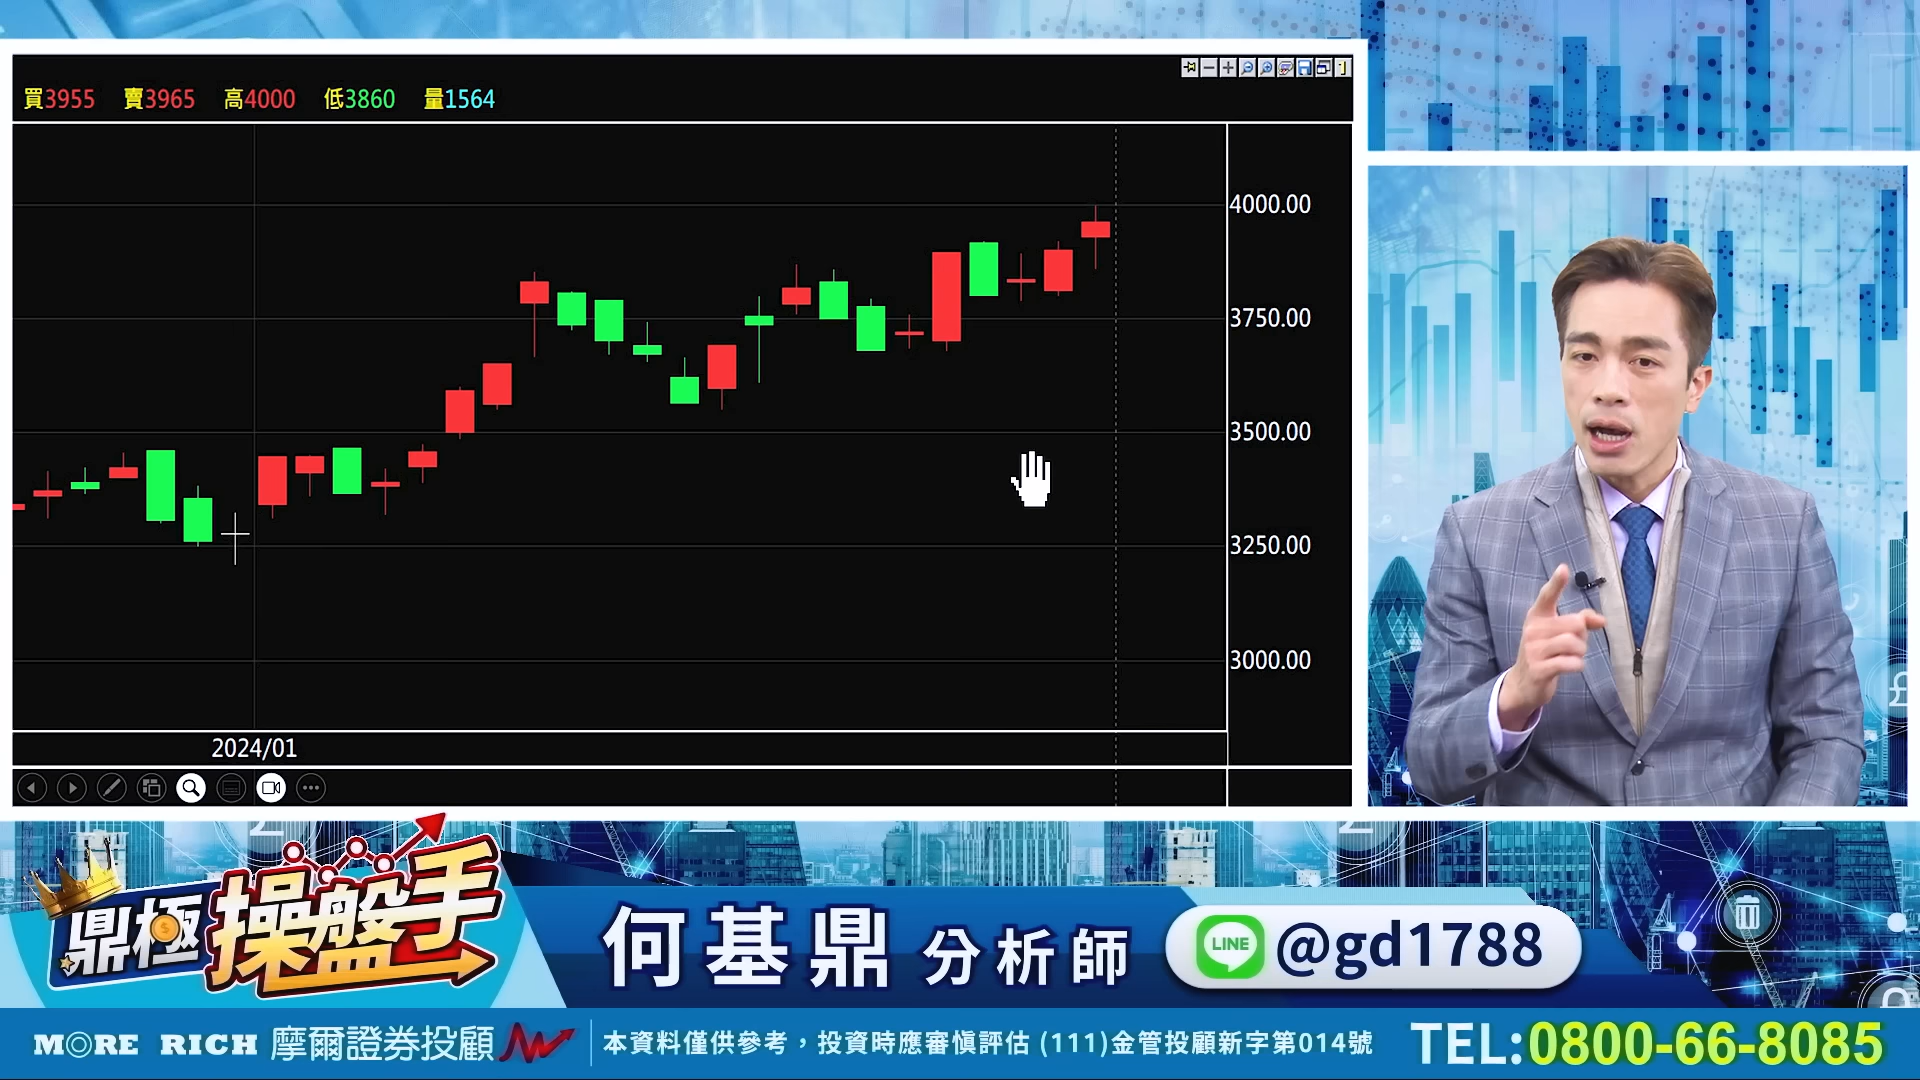 買3955 賣3965 高4000 低3860 量1564
4000.00
3750.00
3500.00
3250.00
3000.00
2024/01
鼎極操盤手
何基鼎 分析師
LINE @gd1788
MORE RICH 摩爾證券投顧
本資料僅供參考，投資時應審慎評估 (111)金管投顧新字第014號
TEL:0800-66-8085